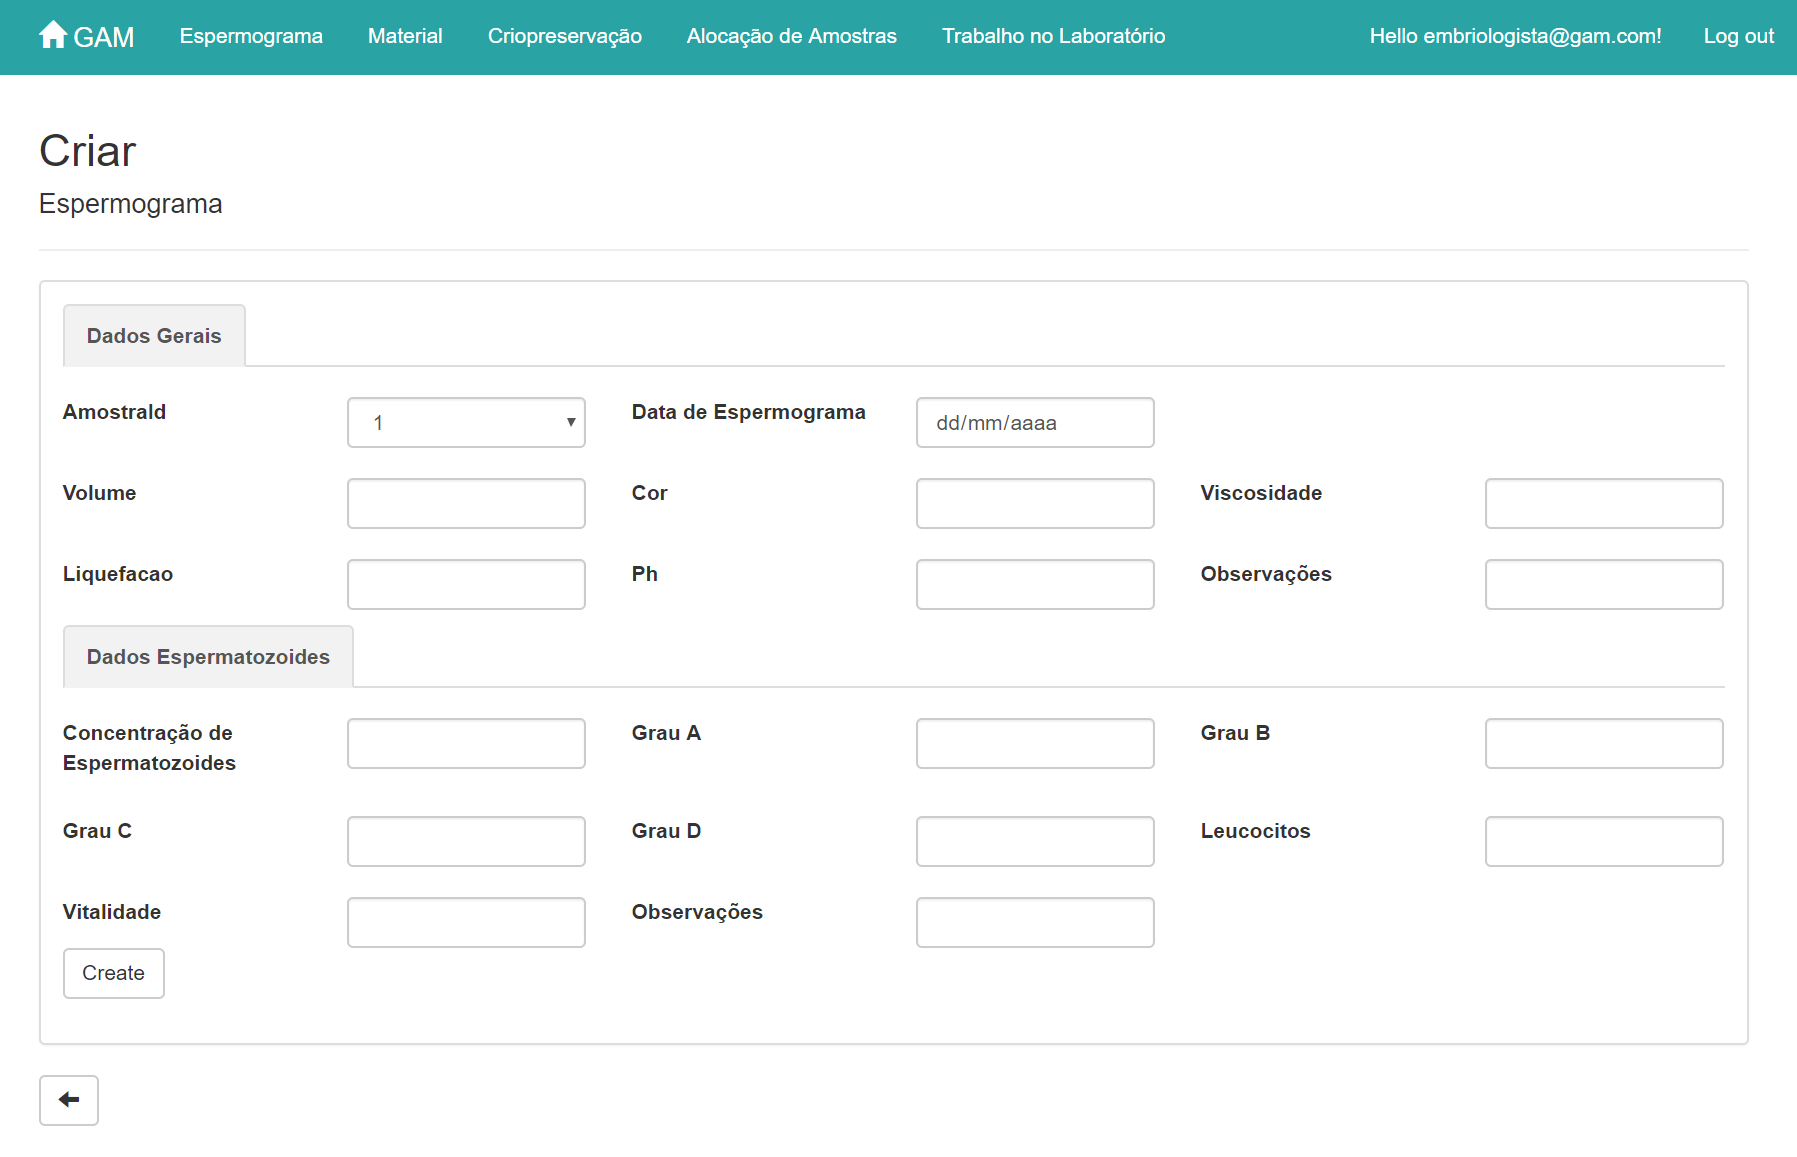 GAM Espermograma Material Criopreservação Alocação de Amostras Trabalho no Laboratório Hello embriologista@gam.com! Log out
Criar
Espermograma
Dados Gerais
AmostraId 1 Data de Espermograma dd/mm/aaaa
Volume Cor Viscosidade
Liquefacao Ph Observações
Dados Espermatozoides
Concentração de Espermatozoides Grau A Grau B
Grau C Grau D Leucocitos
Vitalidade Observações
Create